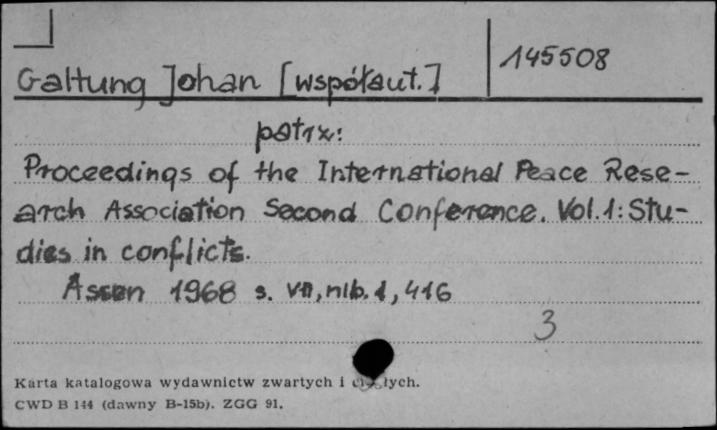 145508
Galtung Johan [współaut.]
patrz:
Proceedings of the International Peace Rese-
arch Association Second Conference. Vol.1: Stu-
dies in conflicts.
Assen 1968 s. VII, nlb. 1, 416
3
Karta katalogowa wydawnictw zwartych i
CWD B 144 (dawny B-15b). ZGG 91.